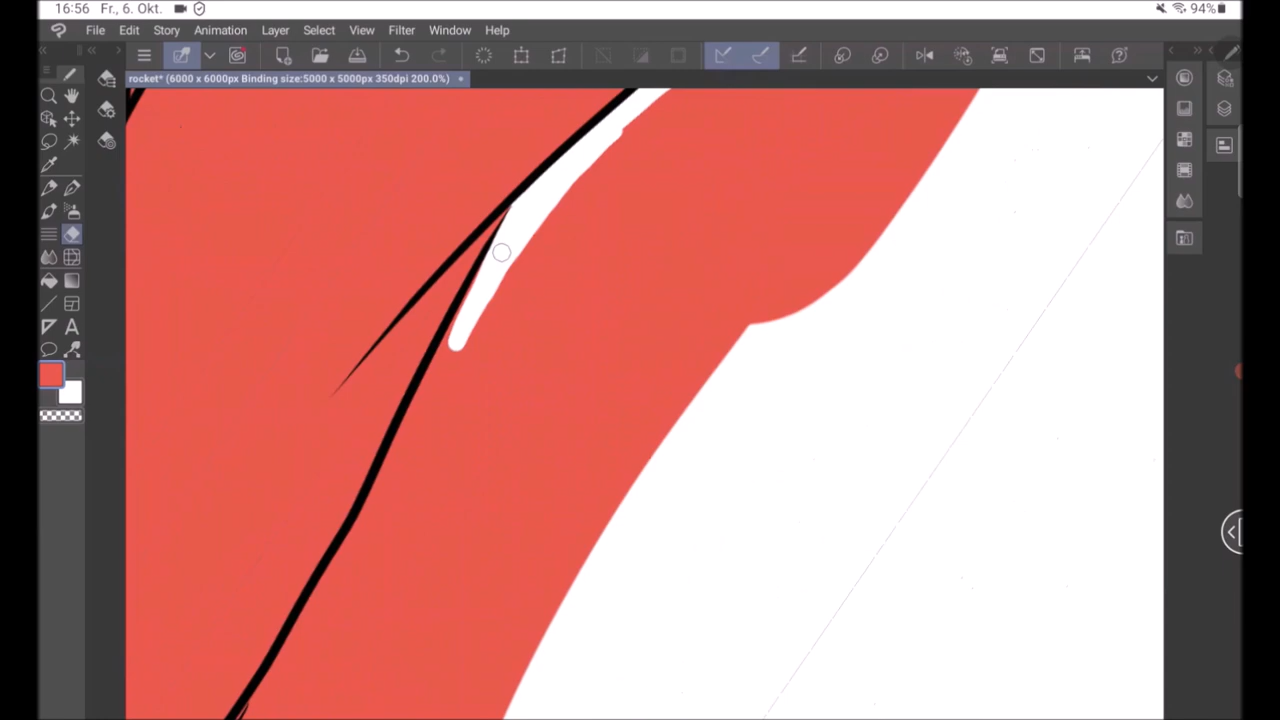 16:56 Fr., 6. Okt. 94%
File Edit Story Animation Layer Select View Filter Window Help
rocket* (6000 x 6000px Binding size:5000 x 5000px 350dpi 200.0%)
A